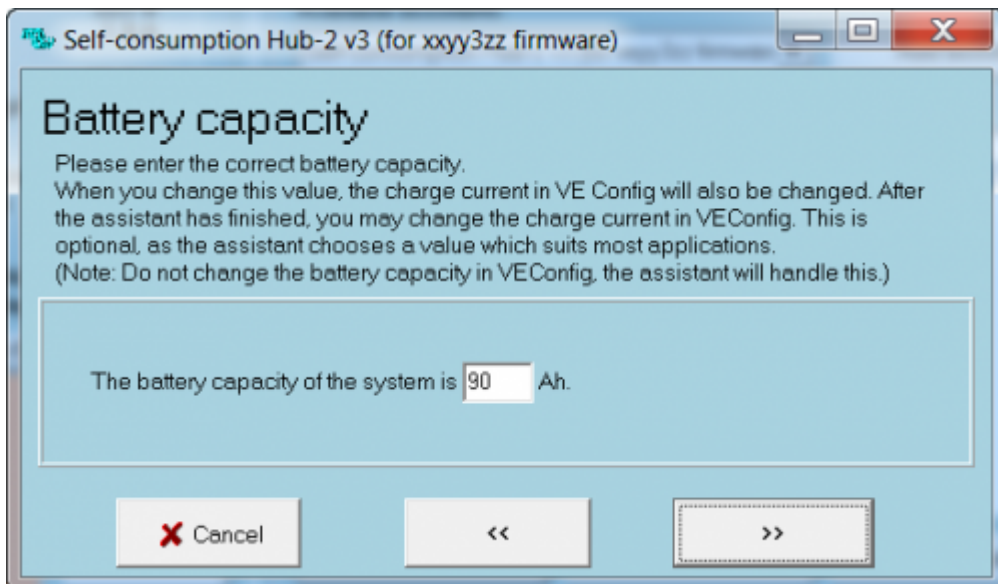 Self-consumption Hub-2 v3 (for xxyy3zz firmware)
Battery capacity
Please enter the correct battery capacity.
When you change this value, the charge current in VE Config will also be changed. After
the assistant has finished, you may change the charge current in VEConfig. This is
optional, as the assistant chooses a value which suits most applications.
(Note: Do not change the battery capacity in VEConfig, the assistant will handle this.)
The battery capacity of the system is 90 Ah.
Cancel << >>